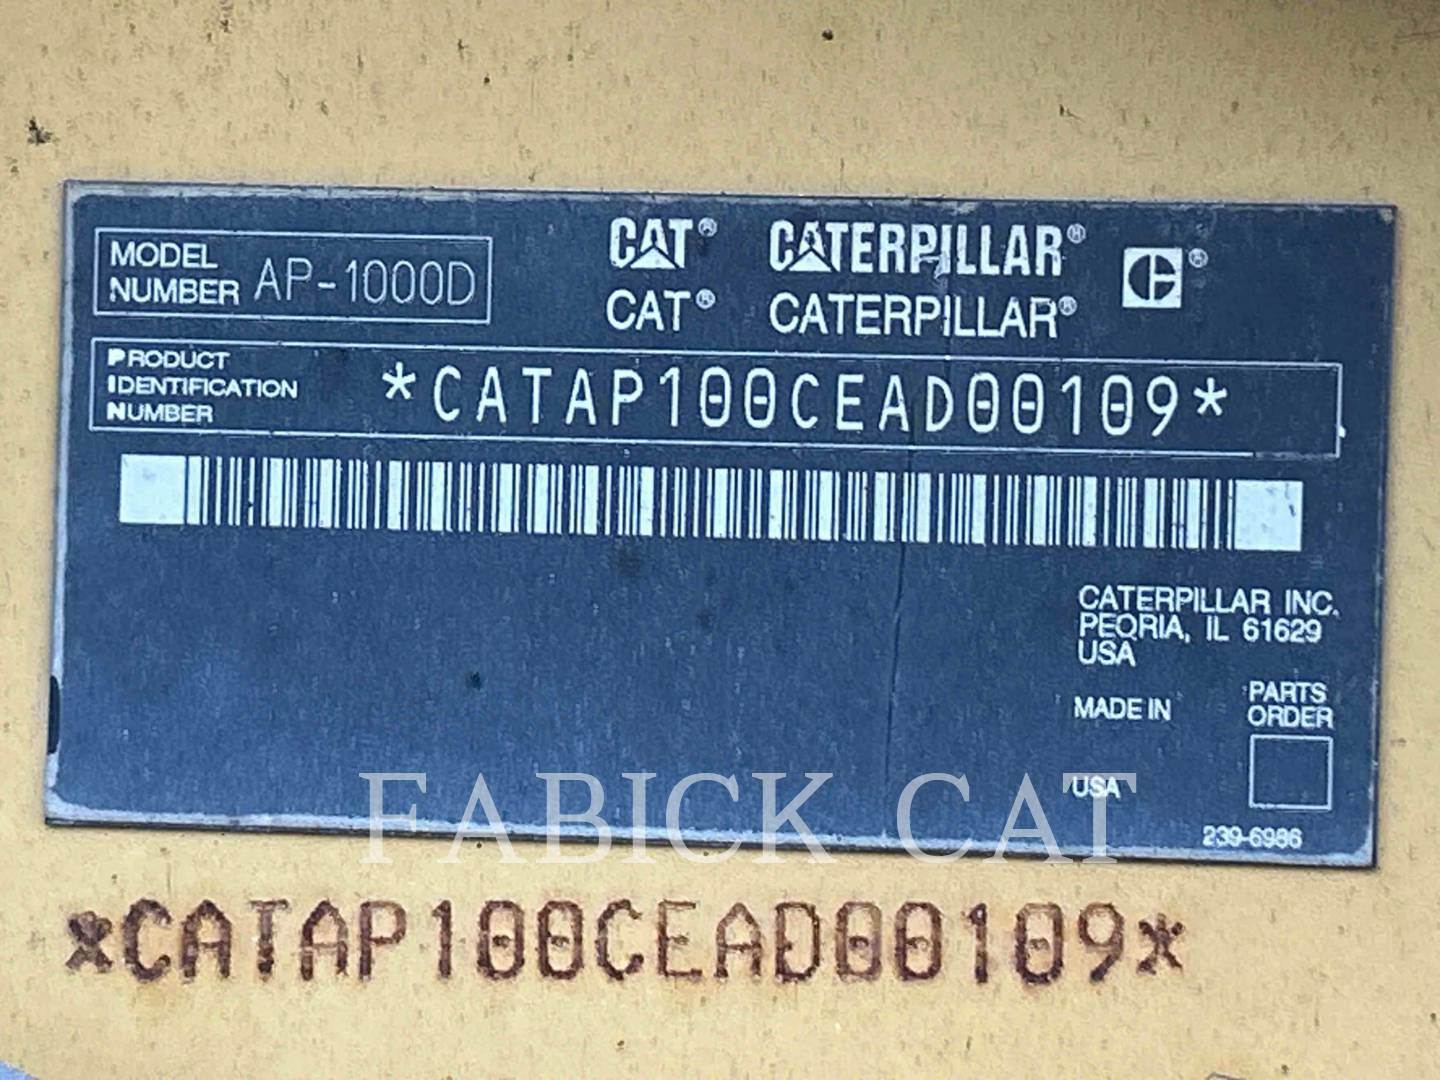 MODEL NUMBER AP-1000D
CAT® CATERPILLAR®
CAT® CATERPILLAR®
PRODUCT IDENTIFICATION NUMBER *CATAP100CEAD00109*
CATERPILLAR INC.
PEORIA, IL 61629
USA
MADE IN
USA
PARTS
ORDER
239-6986
FABICK CAT
*CATAP100CEAD00109*